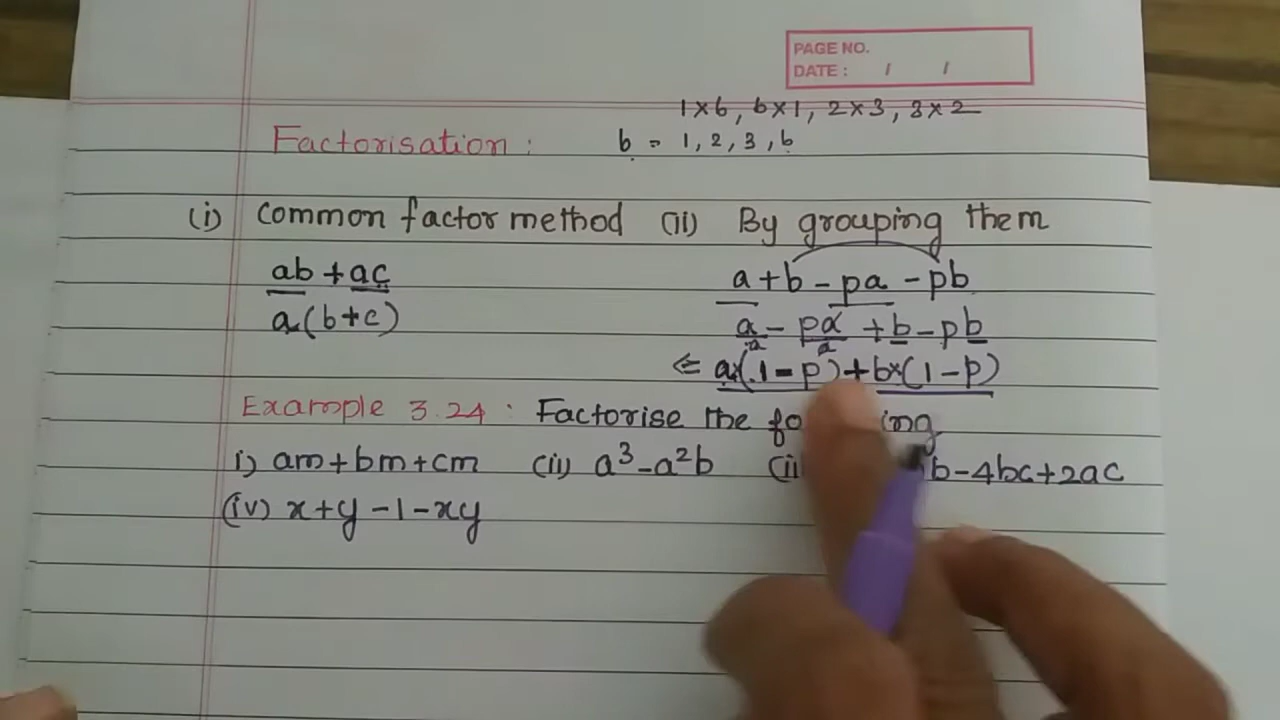 PAGE NO.
DATE : / /
1×6, 6×1, 2×3, 3×2
Factorisation : 6 = 1, 2, 3, 6
(i) Common factor method (ii) By grouping them
ab + ac
a + b - pa - pb
a(b+c)
a - pa + b - pb
a a
⇐ a×(1-p) + b×(1-p)
Example 3.24 : Factorise the
i) am+bm+cm (ii) a³-a²b b-4bc+2ac
(iv) x+y-1-xy